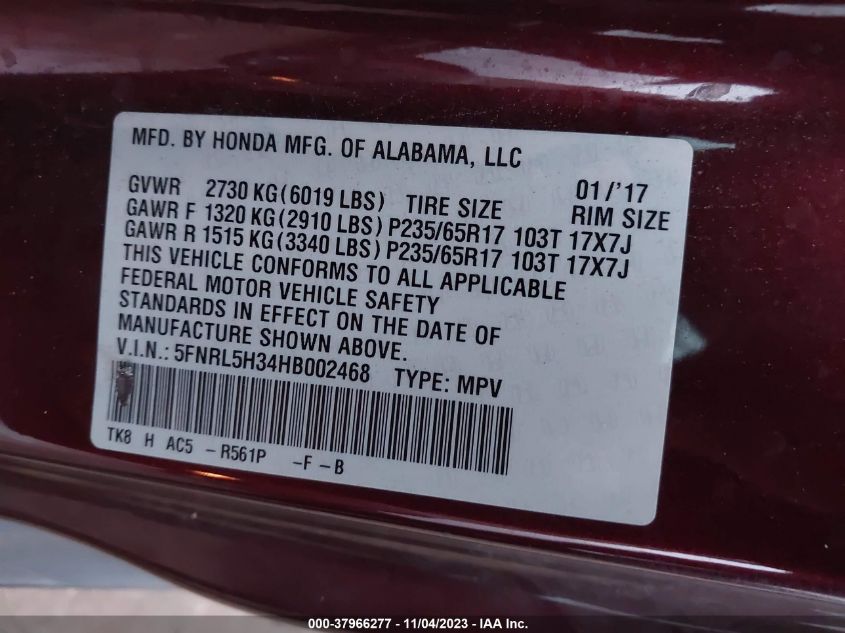 MFD. BY HONDA MFG. OF ALABAMA, LLC
GVWR 2730 KG(6019 LBS) TIRE SIZE 01/'17 RIM SIZE
GAWR F 1320 KG(2910 LBS) P235/65R17 103T 17X7J
GAWR R 1515 KG(3340 LBS) P235/65R17 103T 17X7J
THIS VEHICLE CONFORMS TO ALL APPLICABLE
FEDERAL MOTOR VEHICLE SAFETY
STANDARDS IN EFFECT ON THE DATE OF
MANUFACTURE SHOWN ABOVE.
V.I.N.: 5FNRL5H34HB002468 TYPE: MPV
TK8 H AC5 -R561P -F-B
000-37966277 - 11/04/2023 - IAA Inc.